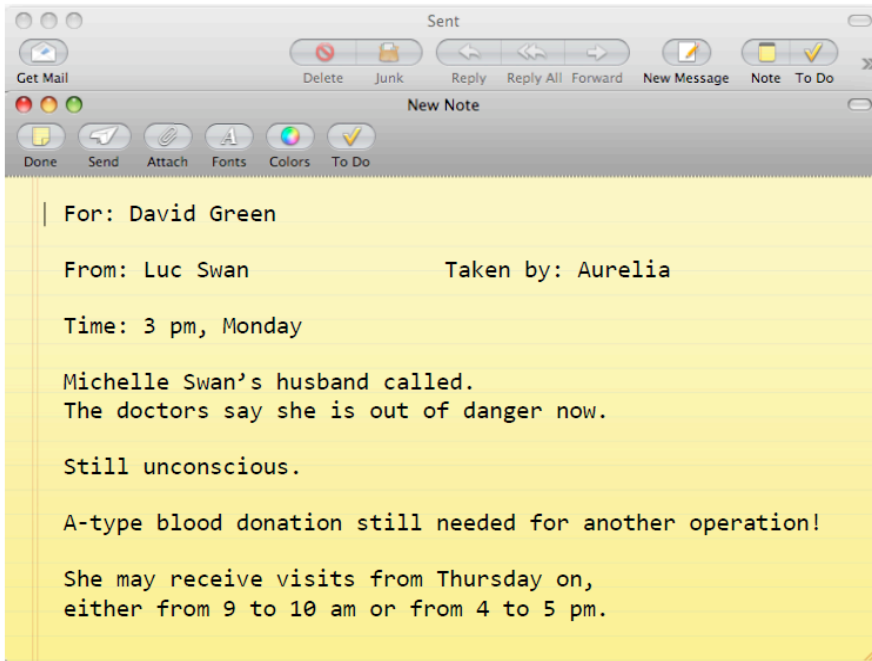 Sent
Get Mail
Delete Junk Reply Reply All Forward New Message Note To Do
New Note
Done Send Attach Fonts Colors To Do
For: David Green
From: Luc Swan Taken by: Aurelia
Time: 3 pm, Monday
Michelle Swan’s husband called.
The doctors say she is out of danger now.
Still unconscious.
A-type blood donation still needed for another operation!
She may receive visits from Thursday on,
either from 9 to 10 am or from 4 to 5 pm.